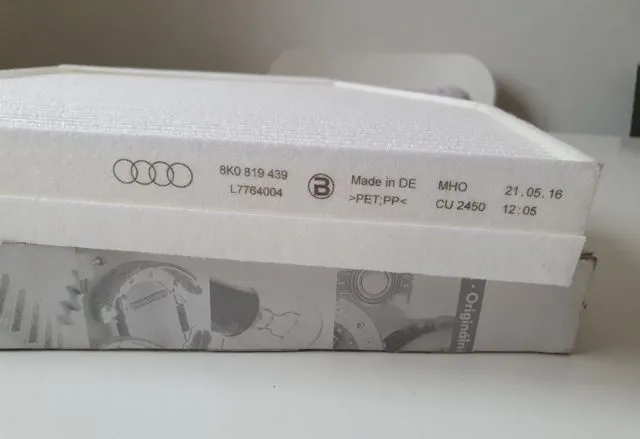 8K0 819 439
L7764004
B
Made in DE
>PET;PP<
MHO
CU 2450
21.05.16
12:05